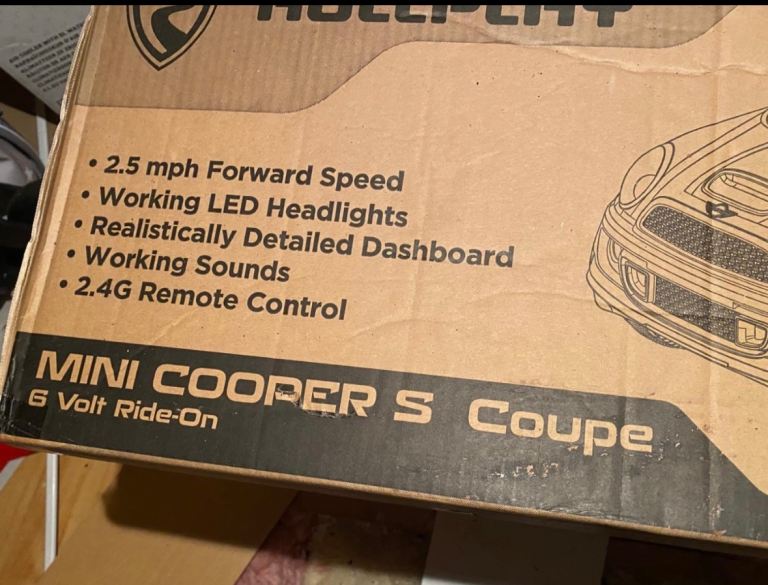 • 2.5 mph Forward Speed
• Working LED Headlights
• Realistically Detailed Dashboard
• Working Sounds
• 2.4G Remote Control
MINI COOPER S Coupe
6 Volt Ride-On